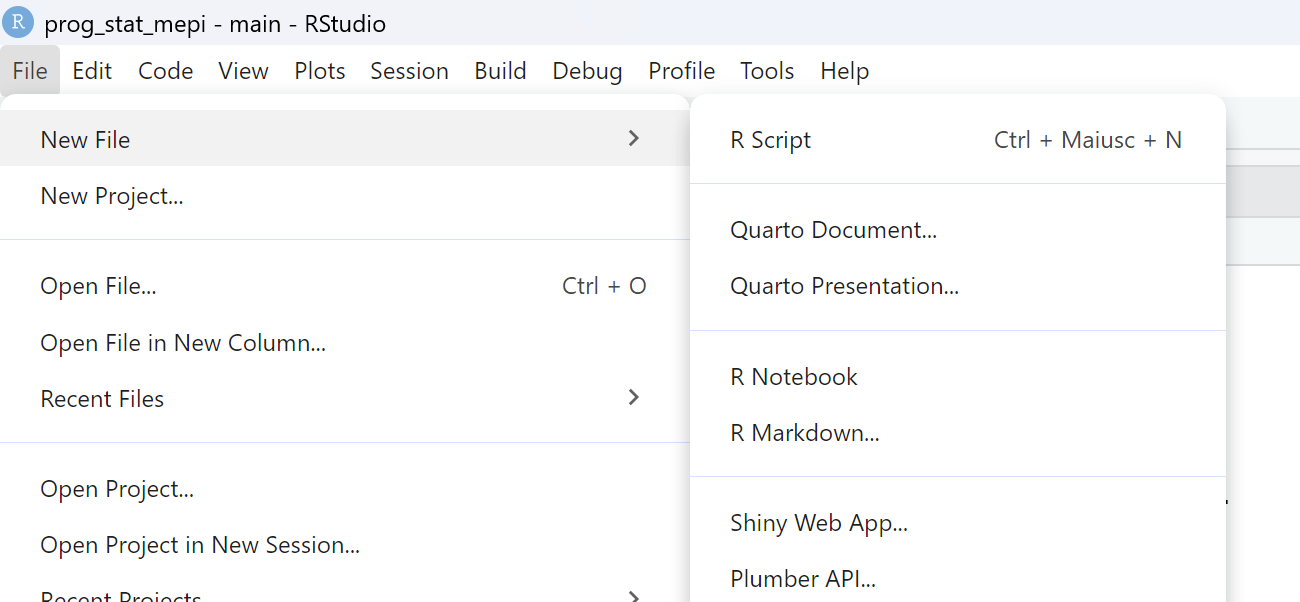 R prog_stat_mepi - main - RStudio
File Edit Code View Plots Session Build Debug Profile Tools Help
New File
New Project...
Open File... Ctrl + O
Open File in New Column...
Recent Files
Open Project...
Open Project in New Session...
Recent Projects
R Script Ctrl + Maiusc + N
Quarto Document...
Quarto Presentation...
R Notebook
R Markdown...
Shiny Web App...
Plumber API...